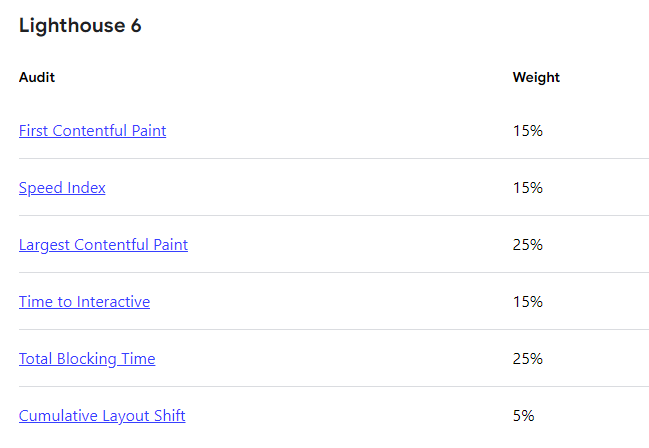 Lighthouse 6
Audit Weight
First Contentful Paint 15%
Speed Index 15%
Largest Contentful Paint 25%
Time to Interactive 15%
Total Blocking Time 25%
Cumulative Layout Shift 5%